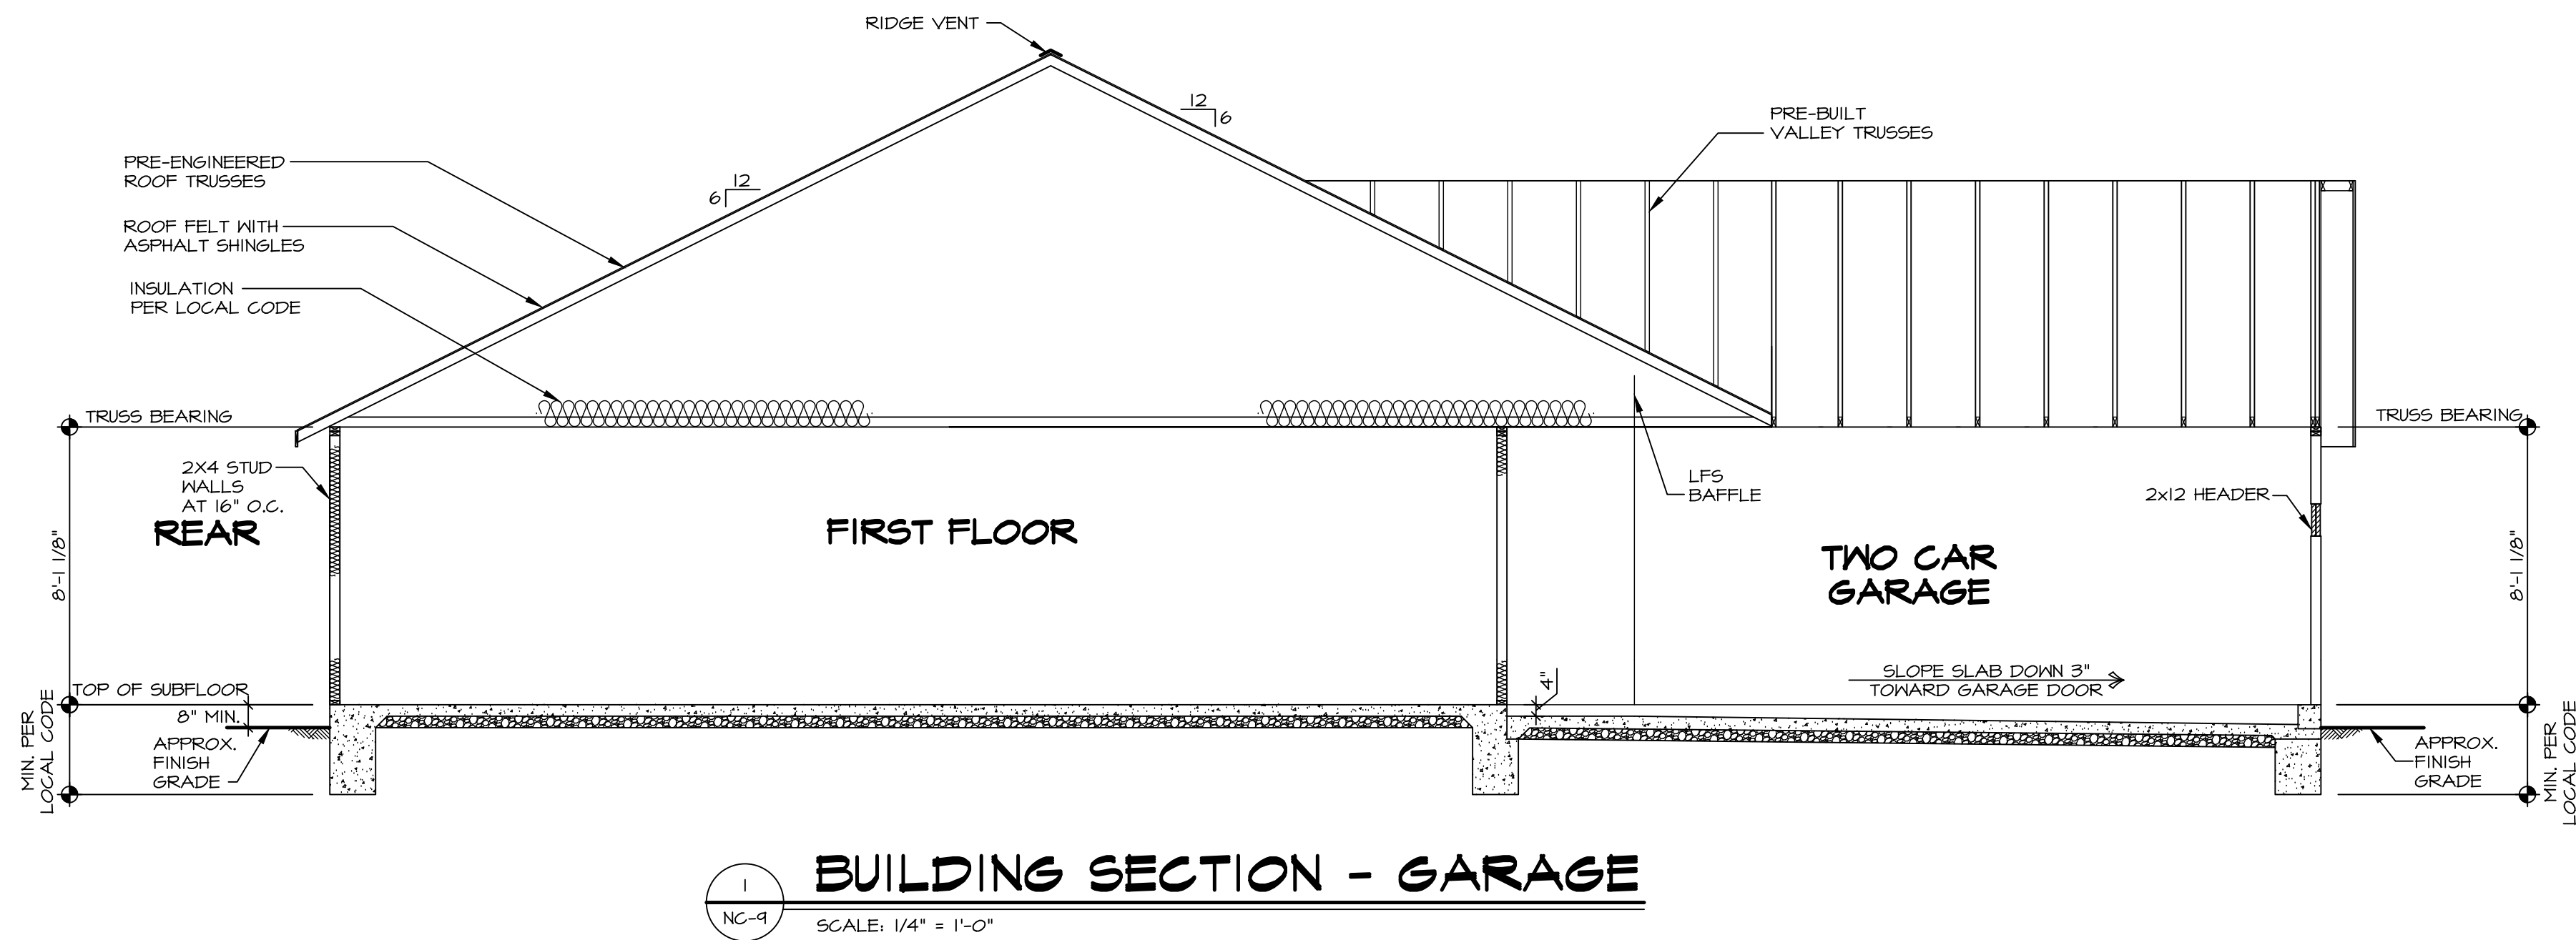 RIDGE VENT
12
6
PRE-BUILT
VALLEY TRUSSES
PRE-ENGINEERED
ROOF TRUSSES
12
6
ROOF FELT WITH
ASPHALT SHINGLES
INSULATION
PER LOCAL CODE
TRUSS BEARING
TRUSS BEARING
2X4 STUD
WALLS
AT 16" O.C.
REAR
FIRST FLOOR
LFS
BAFFLE
2x12 HEADER
TWO CAR
GARAGE
8'-1 1/8"
8'-1 1/8"
4"
SLOPE SLAB DOWN 3"
TOWARD GARAGE DOOR
TOP OF SUBFLOOR
8" MIN.
MIN. PER
LOCAL CODE
APPROX.
FINISH
GRADE
APPROX.
FINISH
GRADE
MIN. PER
LOCAL CODE
1
NC-9
BUILDING SECTION - GARAGE
SCALE: 1/4" = 1'-0"